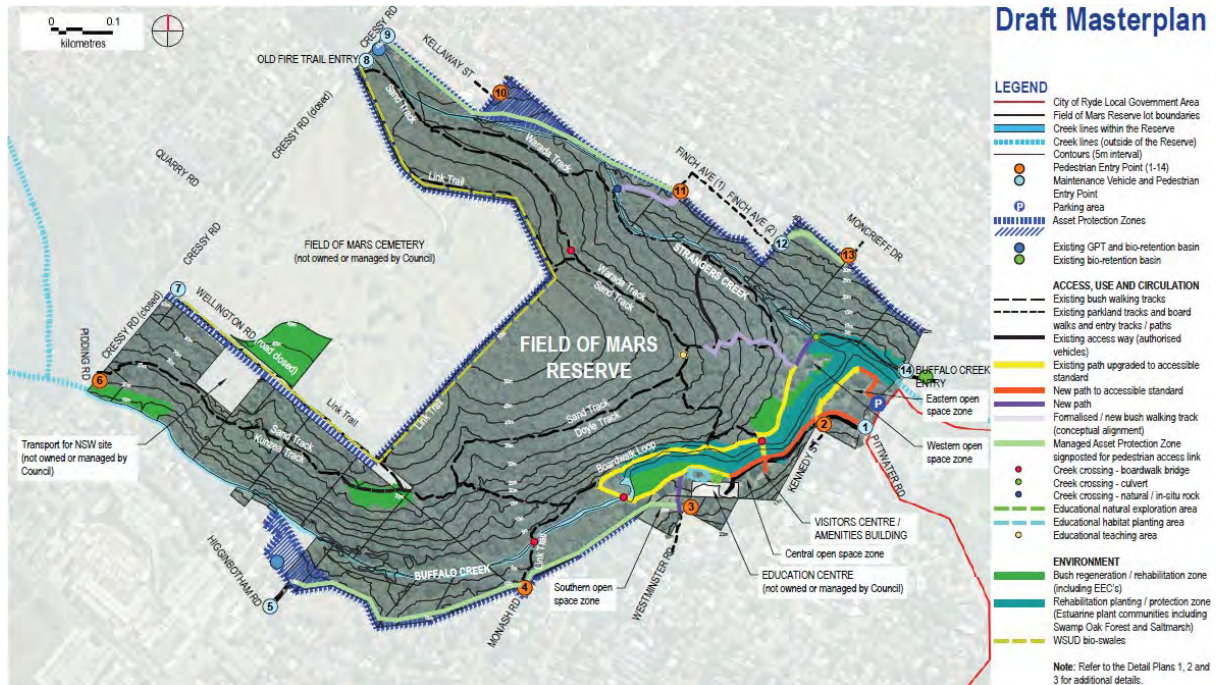 Draft Masterplan
0 0.1
kilometres
CRESSY RD
9
8
OLD FIRE TRAIL ENTRY
KELLAWAY ST
10
CRESSY RD (closed)
Sand Track
Warada Track
QUARRY RD
Link Trail
FINCH AVE (1)
11
FINCH AVE (2)
12
MONCRIEFF DR
13
CRESSY RD
FIELD OF MARS CEMETERY
(not owned or managed by Council)
STRANGERS CREEK
Warada Track
Sand Track
7
WELLINGTON RD
(road closed)
CRESSY RD (closed)
PIDDING RD
6
FIELD OF MARS
RESERVE
14
BUFFALO CREEK
ENTRY
Eastern open
space zone
P
Link Trail
Link Trail
Sand Track
Doyle Track
Sand Track
Kunzea Track
Transport for NSW site
(not owned or managed by
Council)
Boardwalk Loop
2
1
KENNEDY ST
PITTWATER RD
Western open
space zone
3
VISITORS CENTRE /
AMENITIES BUILDING
Central open space zone
EDUCATION CENTRE
(not owned or managed by Council)
WESTMINSTER RD
Southern open
space zone
Link Trail
BUFFALO CREEK
HIGGINBOTHAM RD
5
MONASH RD
4
LEGEND
City of Ryde Local Government Area
Field of Mars Reserve lot boundaries
Creek lines within the Reserve
Creek lines (outside of the Reserve)
Contours (5m interval)
Pedestrian Entry Point (1-14)
Maintenance Vehicle and Pedestrian
Entry Point
P Parking area
Asset Protection Zones
Existing GPT and bio-retention basin
Existing bio-retention basin
ACCESS, USE AND CIRCULATION
Existing bush walking tracks
Existing parkland tracks and board
walks and entry tracks / paths
Existing access way (authorised
vehicles)
Existing path upgraded to accessible
standard
New path to accessible standard
New path
Formalised / new bush walking track
(conceptual alignment)
Managed Asset Protection Zone
signposted for pedestrian access link
Creek crossing - boardwalk bridge
Creek crossing - culvert
Creek crossing - natural / in-situ rock
Educational natural exploration area
Educational habitat planting area
Educational teaching area
ENVIRONMENT
Bush regeneration / rehabilitation zone
(including EEC's)
Rehabilitation planting / protection zone
(Estuarine plant communities including
Swamp Oak Forest and Saltmarsh)
WSUD bio-swales
Note: Refer to the Detail Plans 1, 2 and
3 for additional details.